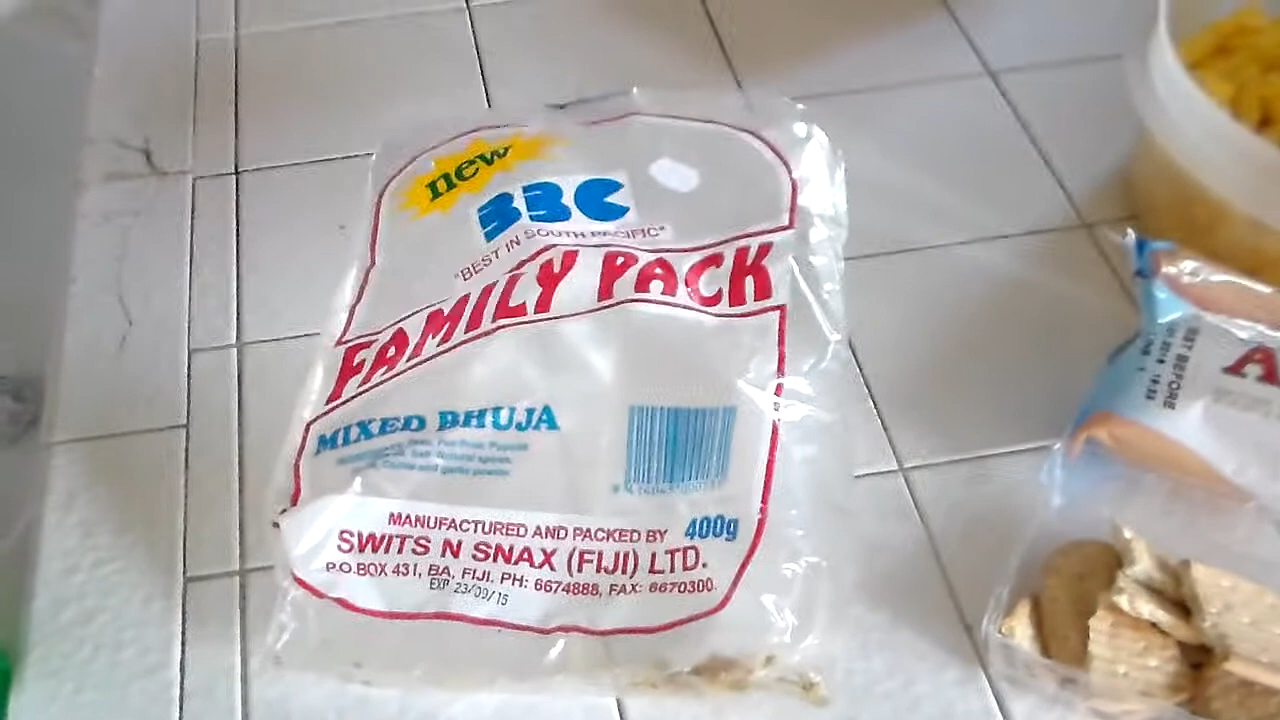 new
BBC
"BEST IN SOUTH PACIFIC"
FAMILY PACK
MIXED BHUJA
MANUFACTURED AND PACKED BY 400g
SWITS N SNAX (FIJI) LTD.
P.O.BOX 431, BA, FIJI. PH: 6674888, FAX: 6670300.
EXP 23/09/15
BEST BEFORE
A